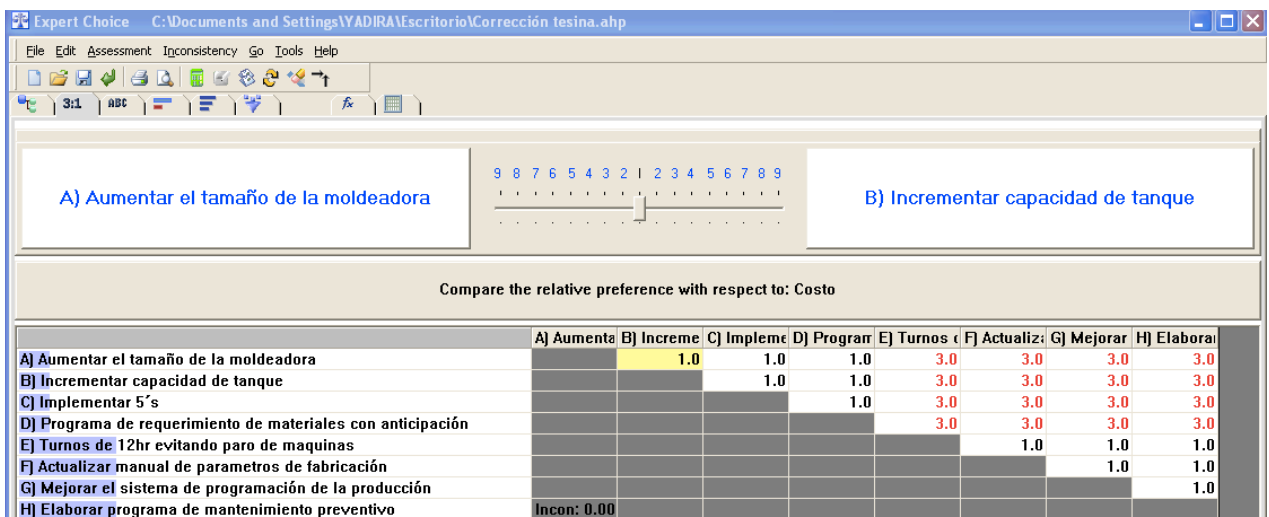 Expert Choice C:\Documents and Settings\YADIRA\Escritorio\Corrección tesina.ahp
File Edit Assessment Inconsistency Go Tools Help
3:1 ABC fx
9 8 7 6 5 4 3 2 1 2 3 4 5 6 7 8 9
A) Aumentar el tamaño de la moldeadora
B) Incrementar capacidad de tanque
Compare the relative preference with respect to: Costo
A) Aumenta B) Increme C) Impleme D) Program E) Turnos ( F) Actualiz: G) Mejorar H) Elabora
A) Aumentar el tamaño de la moldeadora 1.0 1.0 1.0 3.0 3.0 3.0 3.0
B) Incrementar capacidad de tanque 1.0 1.0 3.0 3.0 3.0 3.0
C) Implementar 5´s 1.0 3.0 3.0 3.0 3.0
D) Programa de requerimiento de materiales con anticipación 3.0 3.0 3.0 3.0
E) Turnos de 12hr evitando paro de maquinas 1.0 1.0 1.0
F) Actualizar manual de parametros de fabricación 1.0 1.0
G) Mejorar el sistema de programación de la producción 1.0
H) Elaborar programa de mantenimiento preventivo Incon: 0.00